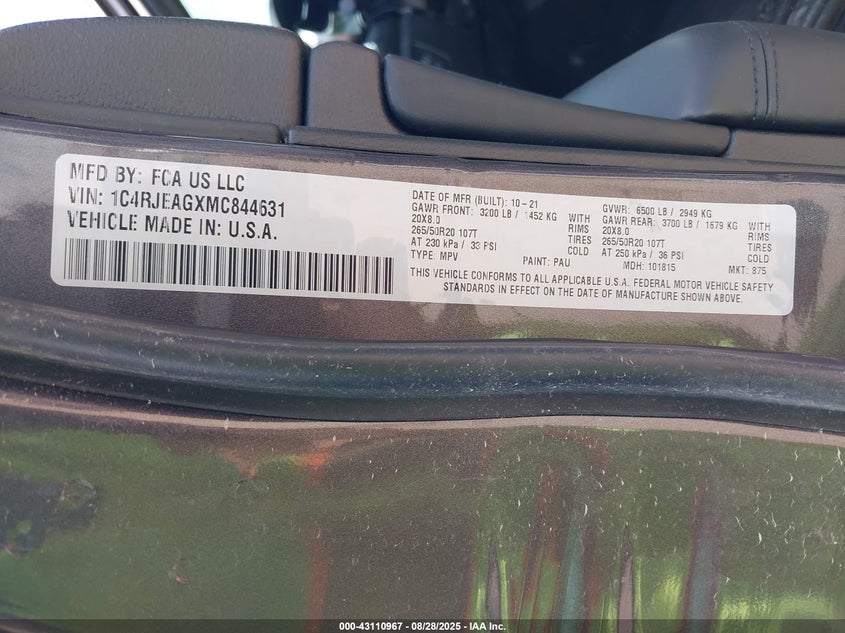 MFD BY: FCA US LLC
VIN: 1C4RJEAGXMC844631
VEHICLE MADE IN: U.S.A.
DATE OF MFR (BUILT): 10-21
GAWR FRONT: 3200 LB / 1452 KG WITH
20X8.0 RIMS
265/50R20 107T TIRES
AT 230 kPa / 33 PSI COLD
TYPE: MPV PAINT: PAU
GVWR: 6500 LB / 2949 KG
GAWR REAR: 3700 LB / 1679 KG WITH
20X8.0 RIMS
265/50R20 107T TIRES
AT 250 kPa / 36 PSI COLD
MDH: 101815 MKT: 875
THIS VEHICLE CONFORMS TO ALL APPLICABLE U.S.A. FEDERAL MOTOR VEHICLE SAFETY
STANDARDS IN EFFECT ON THE DATE OF MANUFACTURE SHOWN ABOVE.
000-43110967 / 08/28/2025 - IAA Inc.